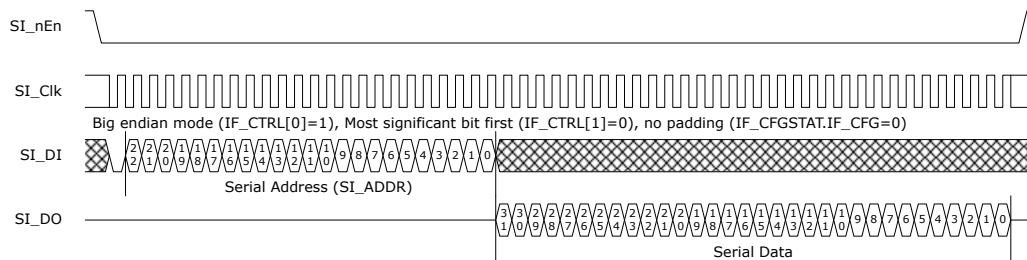 SI_nEn
SI_Clk
Big endian mode (IF_CTRL[0]=1), Most significant bit first (IF_CTRL[1]=0), no padding (IF_CFGSTAT.IF_CFG=0)
SI_DI 22 21 20 19 18 17 16 15 14 13 12 11 10 9 8 7 6 5 4 3 2 1 0
Serial Address (SI_ADDR)
SI_DO 31 30 29 28 27 26 25 24 23 22 21 20 19 18 17 16 15 14 13 12 11 10 9 8 7 6 5 4 3 2 1 0
Serial Data